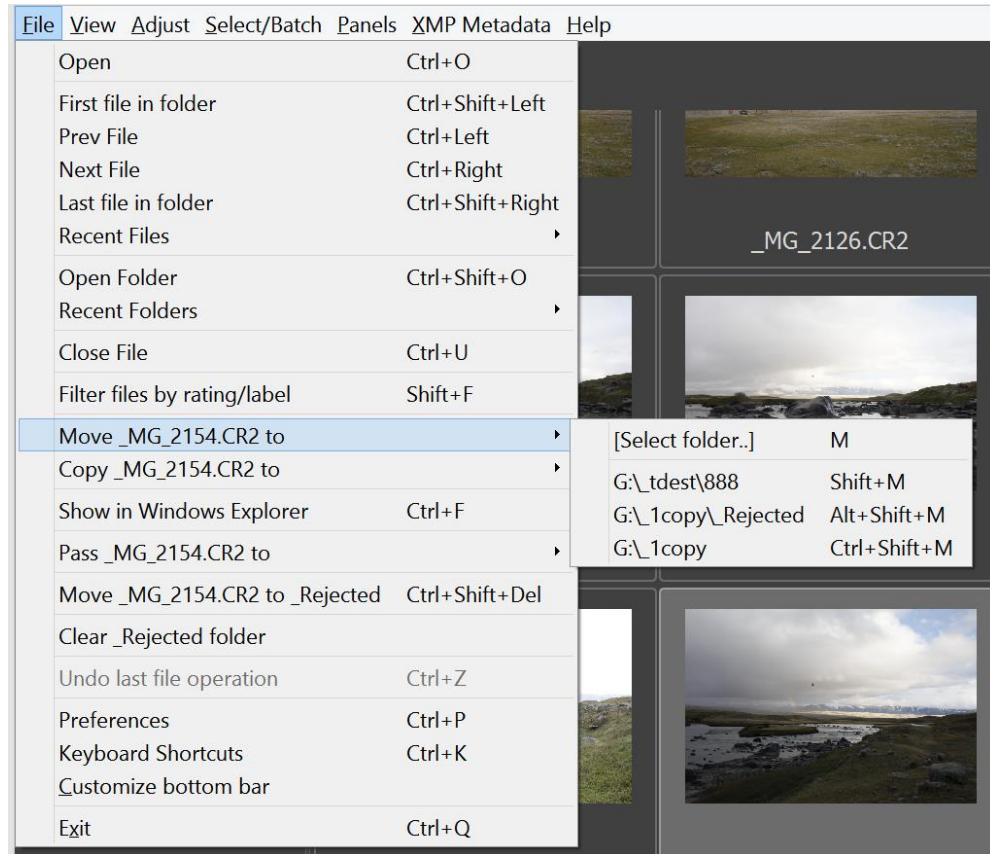 File View Adjust Select/Batch Panels XMP Metadata Help
Open Ctrl+O
First file in folder Ctrl+Shift+Left
Prev File Ctrl+Left
Next File Ctrl+Right
Last file in folder Ctrl+Shift+Right
Recent Files
Open Folder Ctrl+Shift+O
Recent Folders
Close File Ctrl+U
Filter files by rating/label Shift+F
Move _MG_2154.CR2 to
Copy _MG_2154.CR2 to
Show in Windows Explorer Ctrl+F
Pass _MG_2154.CR2 to
Move _MG_2154.CR2 to _Rejected Ctrl+Shift+Del
Clear _Rejected folder
Undo last file operation Ctrl+Z
Preferences Ctrl+P
Keyboard Shortcuts Ctrl+K
Customize bottom bar
Exit Ctrl+Q
[Select folder..] M
G:\_tdest\888 Shift+M
G:\_1copy\_Rejected Alt+Shift+M
G:\_1copy Ctrl+Shift+M
_MG_2126.CR2